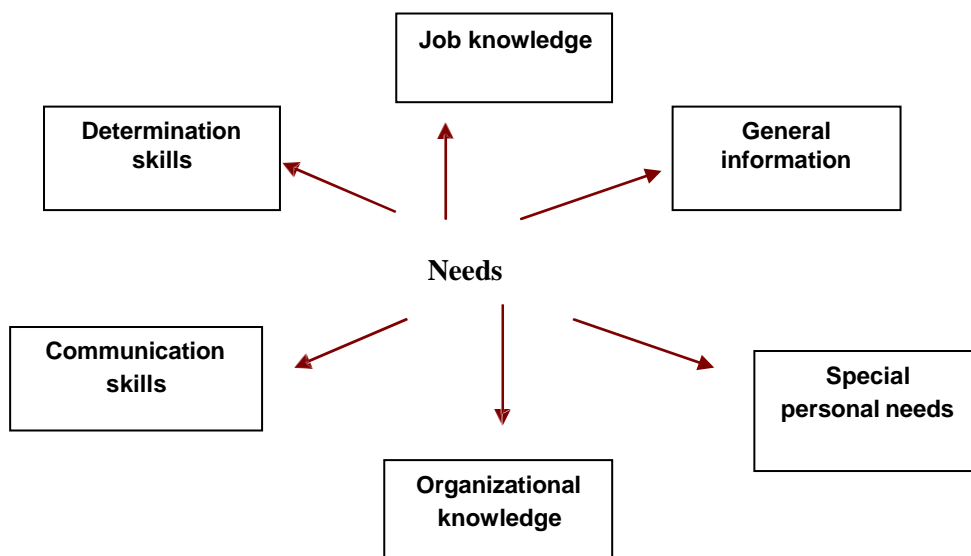 Job knowledge
Determination
skills
General
information
Needs
Communication
skills
Special
personal needs
Organizational
knowledge